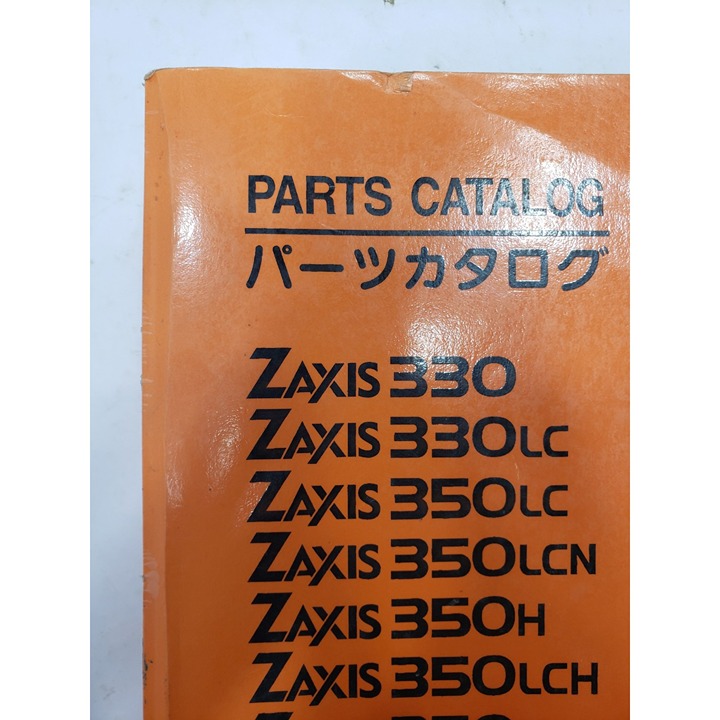 PARTS CATALOG
パーツカタログ
ZAXIS 330
ZAXIS 330LC
ZAXIS 350LC
ZAXIS 350LCN
ZAXIS 350H
ZAXIS 350LCH